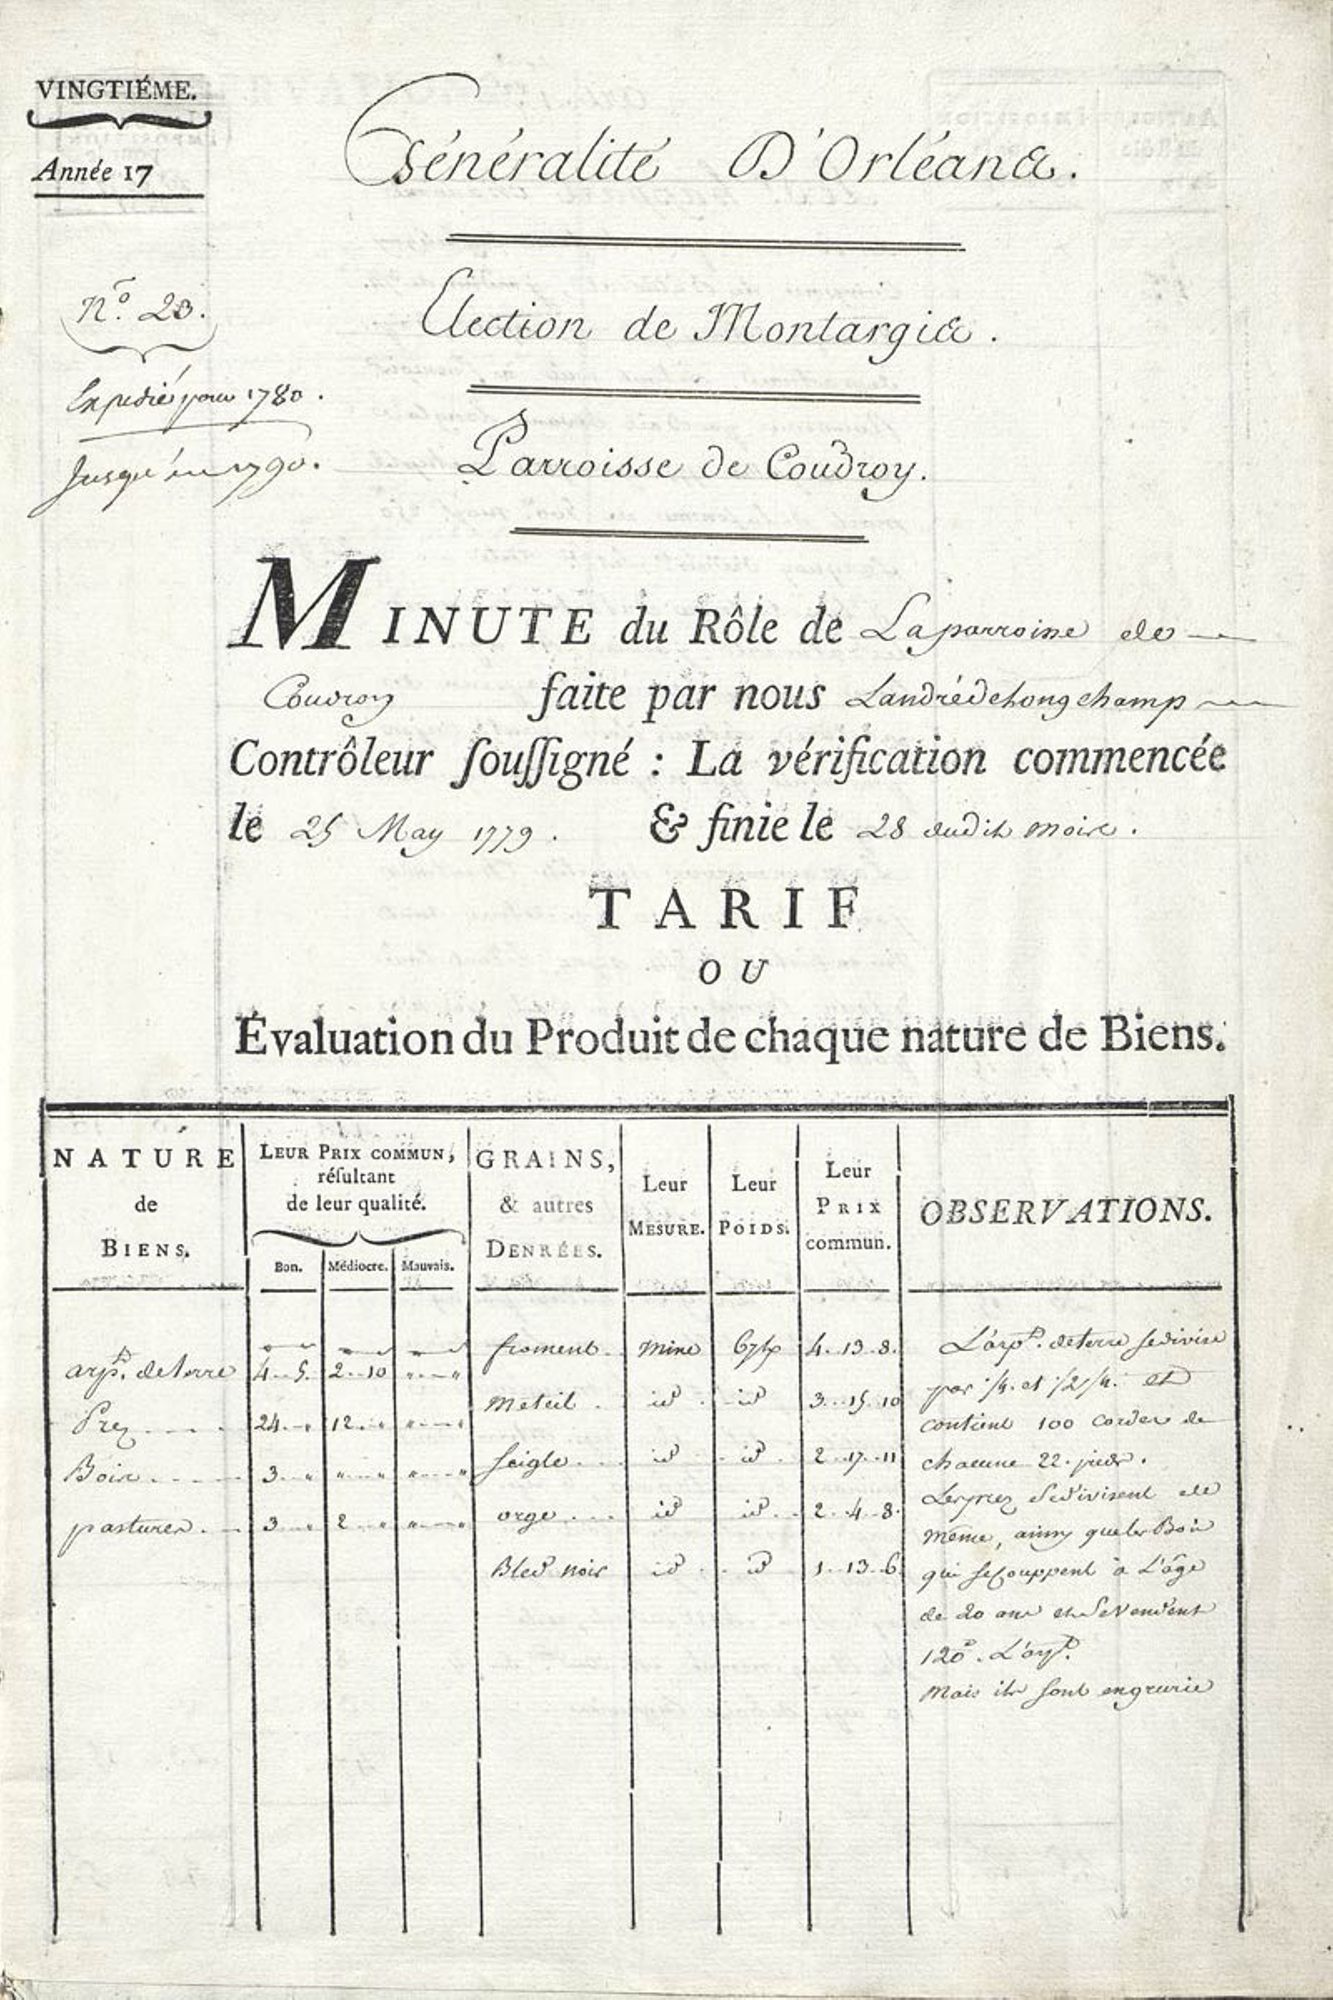 VINGTIÉME.
Année 17
Généralité D'Orléans.
Election de Montargis.
Parroisse de Coudroy.
N.º 23.
Expedié pour 1780.
Jusqu'en 1790.
MINUTE du Rôle de La parroisse de
Coudroy faite par nous Landré de Longchamp
Contrôleur souſſigné : La vérification commencée
le 25 May 1779. & finie le 28 dudit mois.
TARIF
OU
Évaluation du Produit de chaque nature de Biens.
NATURE
de
BIENS.
LEUR PRIX COMMUN,
réſultant
de leur qualité.
Bon. Médiocre. Mauvais.
GRAINS,
& autres
DENRÉES.
Leur
MESURE.
Leur
POIDS.
Leur
PRIX
commun.
OBSERVATIONS.
arp.t de terre 4..5. 2..10 "...."
Prez 24.." 12.." "...."
Bois 3.." "...." "...."
pastures 3.." 2.." "...."
froment. Mine 67lt 4..13..8.
Meteil. id id 3..15..10
Seigle id id 2..17..11
orge id id 2..4..8.
Bled noir id id 1..13..6.
L'arp.t de terre se divise
par 1/4. et 1/2/4. et
contient 100 cordes de
chacune 22. pieds.
Les prez se divisent de
même, ainsy que les Bois
qui se couppent à L'âge
de 20 ans et se vendent
120.# L'arp.t
Mais ils sont en grurie